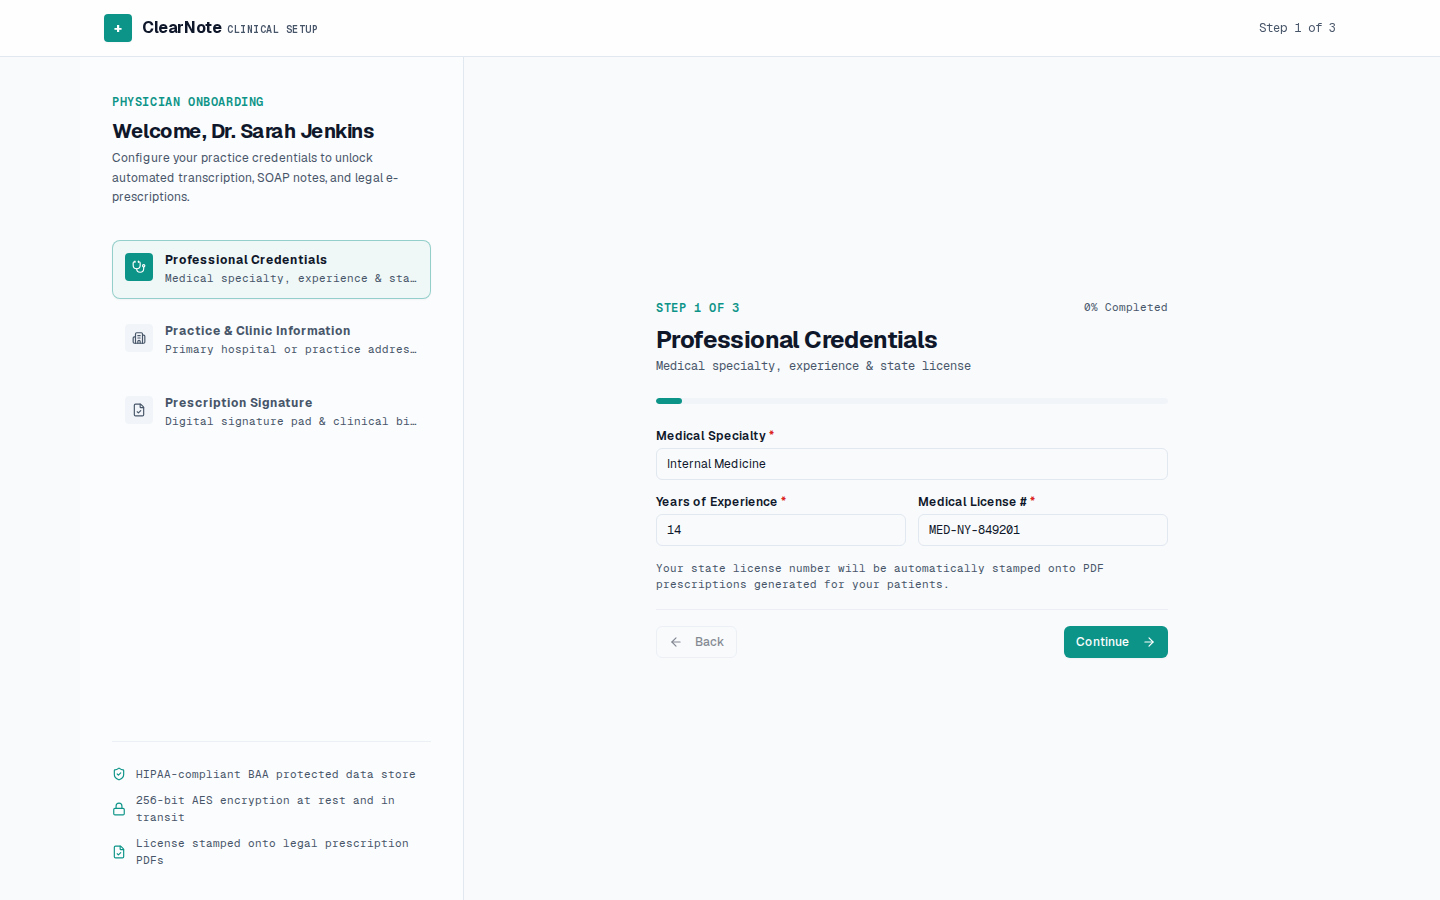 + ClearNote CLINICAL SETUP
Step 1 of 3
PHYSICIAN ONBOARDING
Welcome, Dr. Sarah Jenkins
Configure your practice credentials to unlock
automated transcription, SOAP notes, and legal e-
prescriptions.
Professional Credentials
Medical specialty, experience & sta…
Practice & Clinic Information
Primary hospital or practice addres…
Prescription Signature
Digital signature pad & clinical bi…
HIPAA-compliant BAA protected data store
256-bit AES encryption at rest and in
transit
License stamped onto legal prescription
PDFs
STEP 1 OF 3
0% Completed
Professional Credentials
Medical specialty, experience & state license
Medical Specialty *
Internal Medicine
Years of Experience *
Medical License # *
14
MED-NY-849201
Your state license number will be automatically stamped onto PDF
prescriptions generated for your patients.
Back
Continue